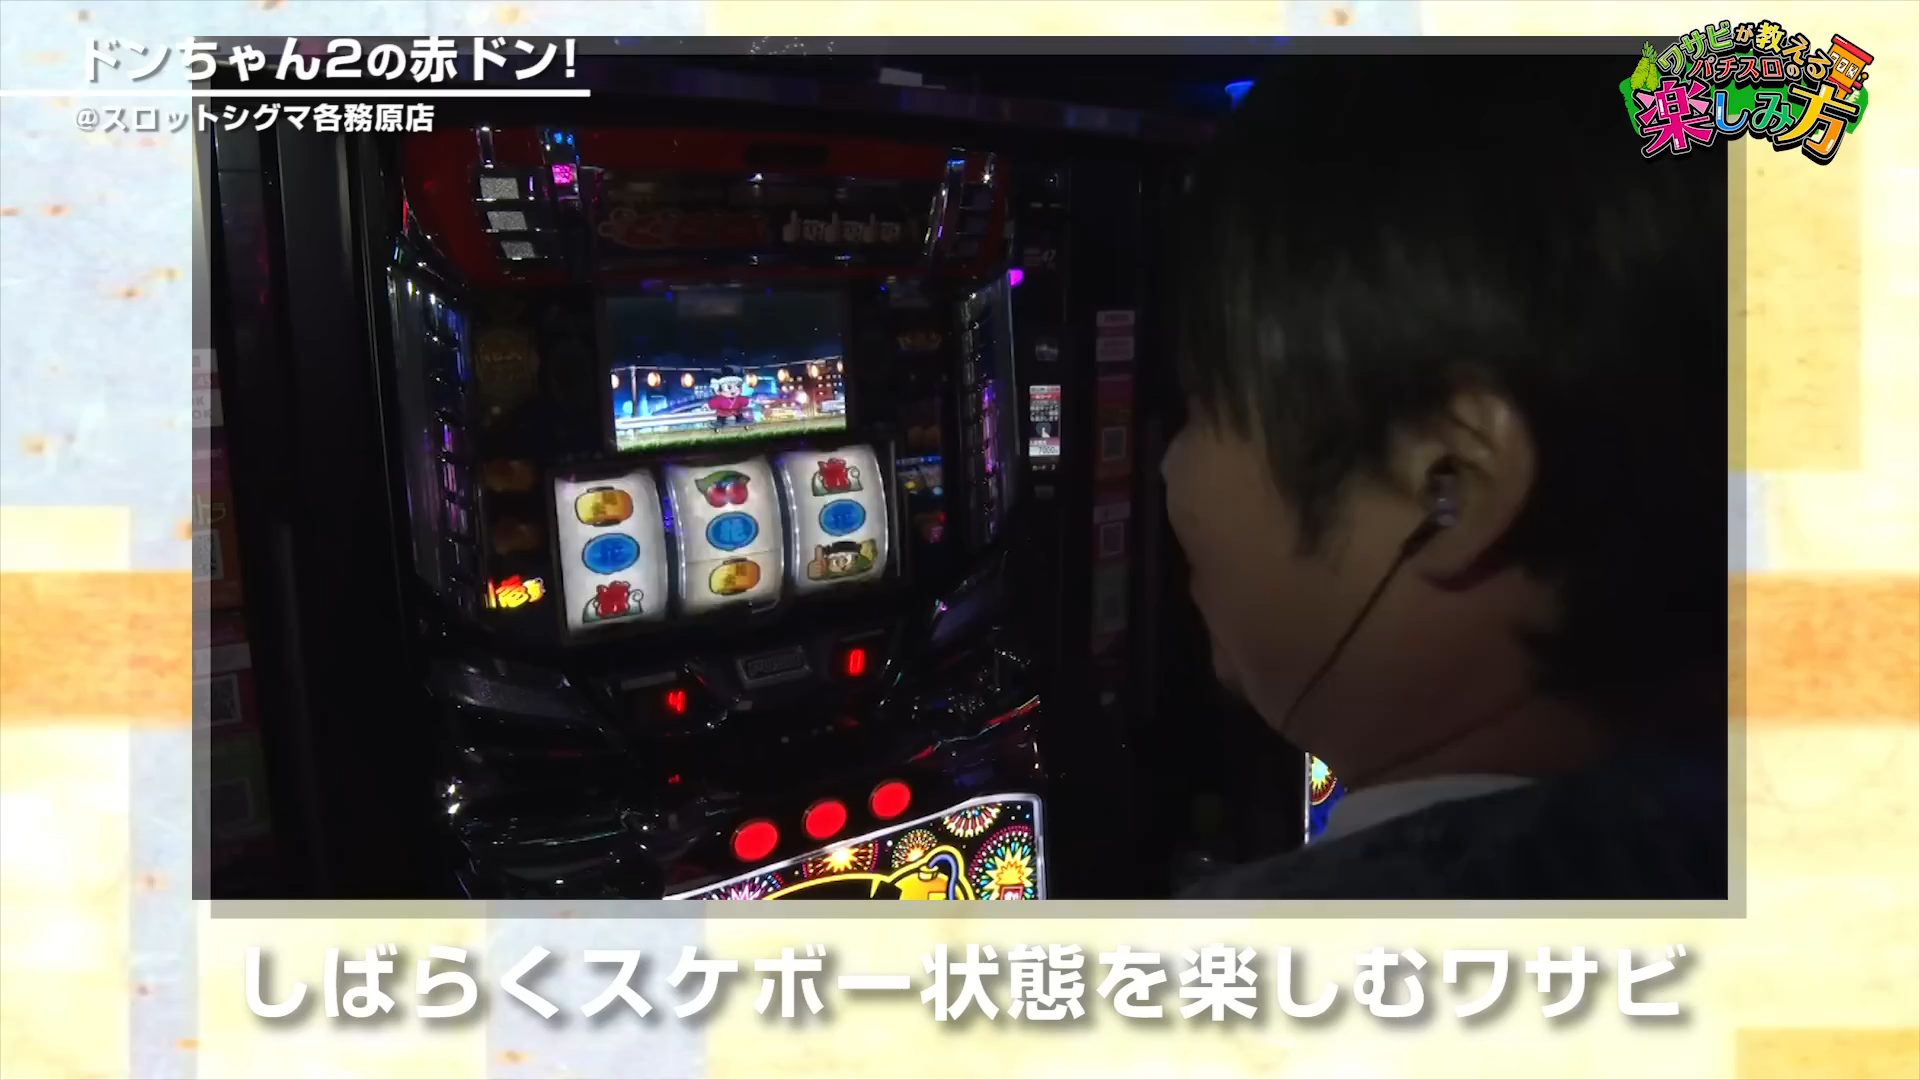 ドンちゃん2の赤ドン!
@スロットシグマ各務原店
ワサビが教える
パチスロの
楽しみ方
4
0
しばらくスケボー状態を楽しむワサビ